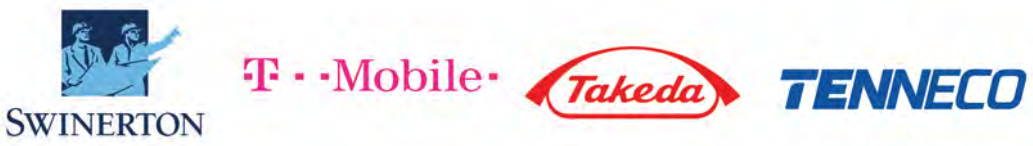 SWINERTON
T - -Mobile-
Takeda
TENNECO